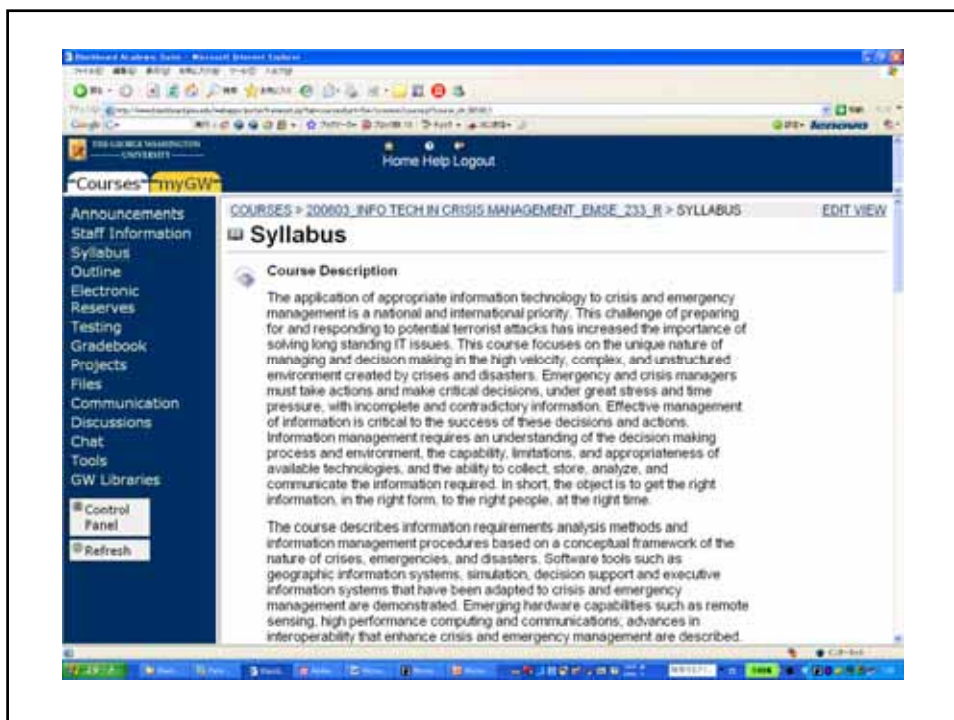 Blackboard Academic Suite - Microsoft Internet Explorer
THE GEORGE WASHINGTON
UNIVERSITY
Home Help Logout
Courses myGW
Announcements
Staff Information
Syllabus
Outline
Electronic
Reserves
Testing
Gradebook
Projects
Files
Communication
Discussions
Chat
Tools
GW Libraries
Control
Panel
Refresh
COURSES > 200603_INFO TECH IN CRISIS MANAGEMENT_EMSE_233_R > SYLLABUS
EDIT VIEW
Syllabus
Course Description
The application of appropriate information technology to crisis and emergency
management is a national and international priority. This challenge of preparing
for and responding to potential terrorist attacks has increased the importance of
solving long standing IT issues. This course focuses on the unique nature of
managing and decision making in the high velocity, complex, and unstructured
environment created by crises and disasters. Emergency and crisis managers
must take actions and make critical decisions, under great stress and time
pressure, with incomplete and contradictory information. Effective management
of information is critical to the success of these decisions and actions.
Information management requires an understanding of the decision making
process and environment, the capability, limitations, and appropriateness of
available technologies, and the ability to collect, store, analyze, and
communicate the information required. In short, the object is to get the right
information, in the right form, to the right people, at the right time.
The course describes information requirements analysis methods and
information management procedures based on a conceptual framework of the
nature of crises, emergencies, and disasters. Software tools such as
geographic information systems, simulation, decision support and executive
information systems that have been adapted to crisis and emergency
management are demonstrated. Emerging hardware capabilities such as remote
sensing, high performance computing and communications; advances in
interoperability that enhance crisis and emergency management are described.